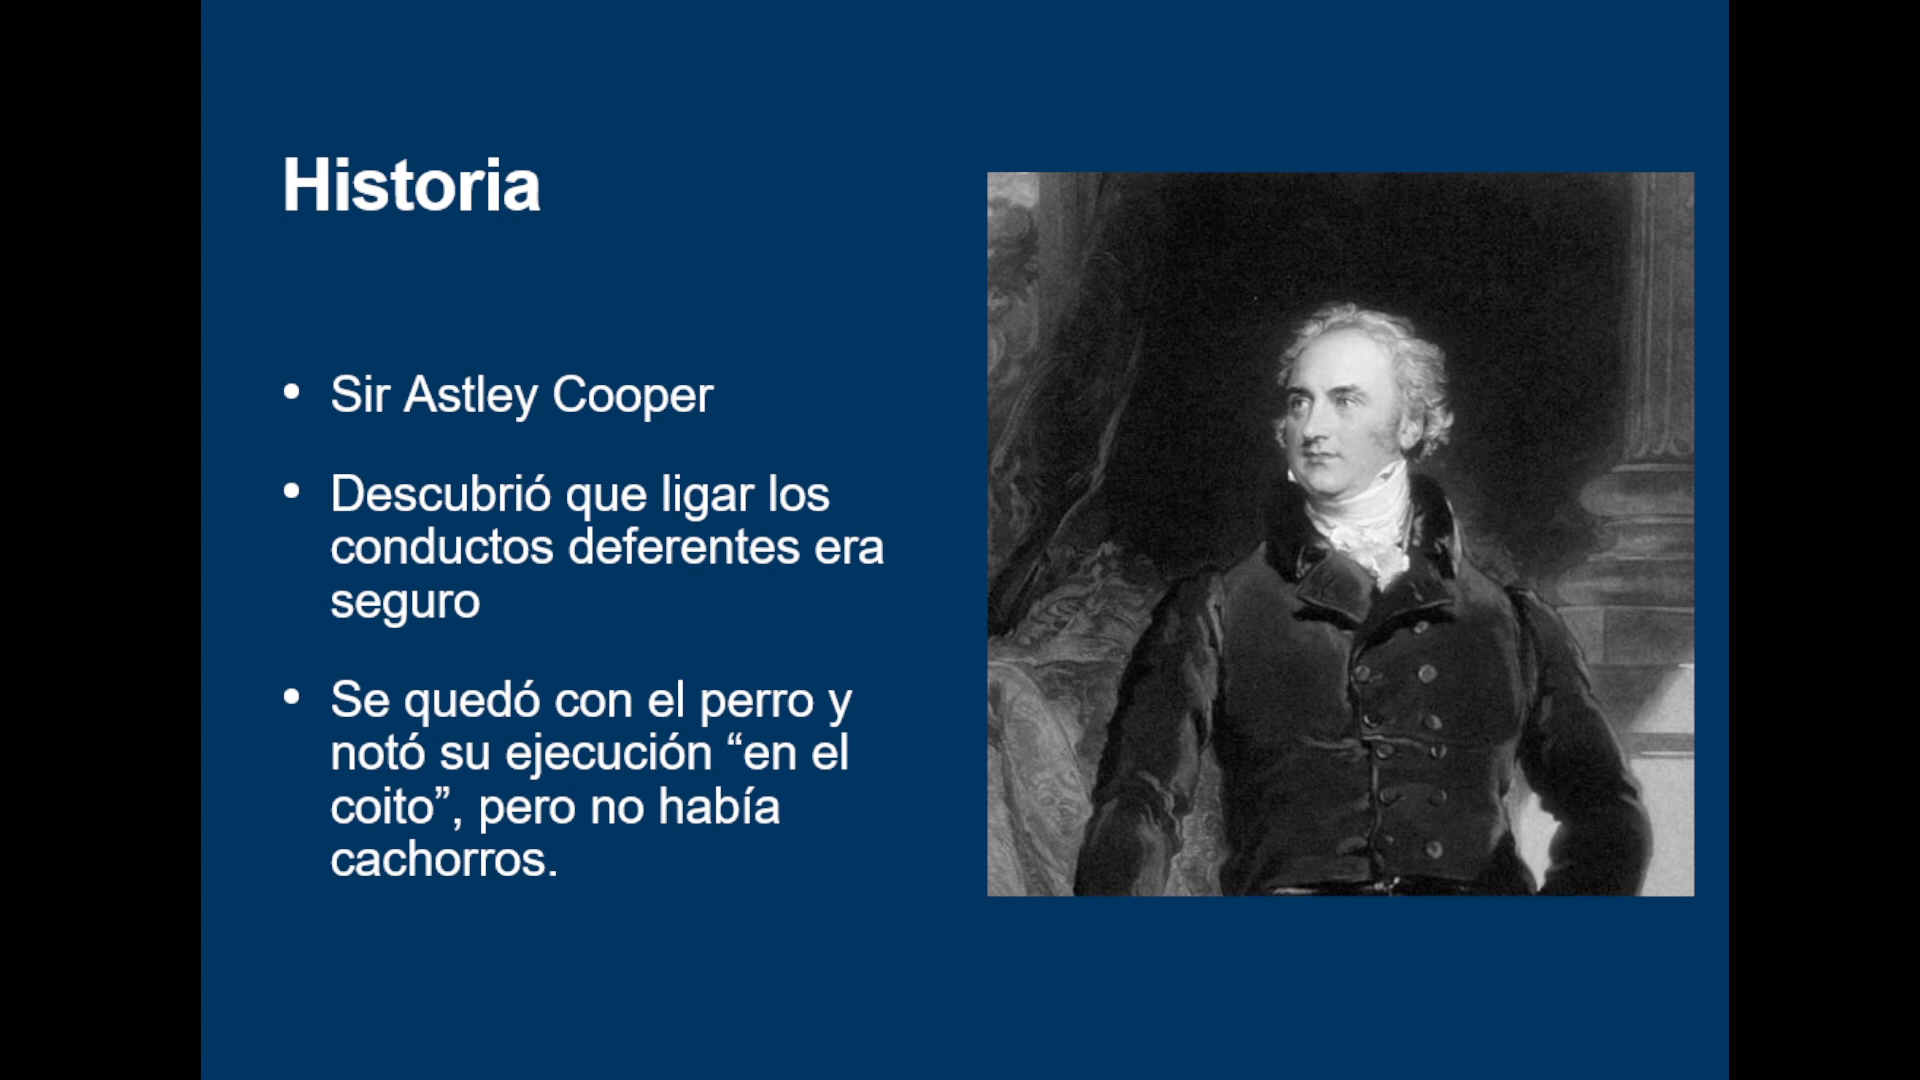 Historia
• Sir Astley Cooper
• Descubrió que ligar los
conductos deferentes era
seguro
• Se quedó con el perro y
notó su ejecución “en el
coito”, pero no había
cachorros.